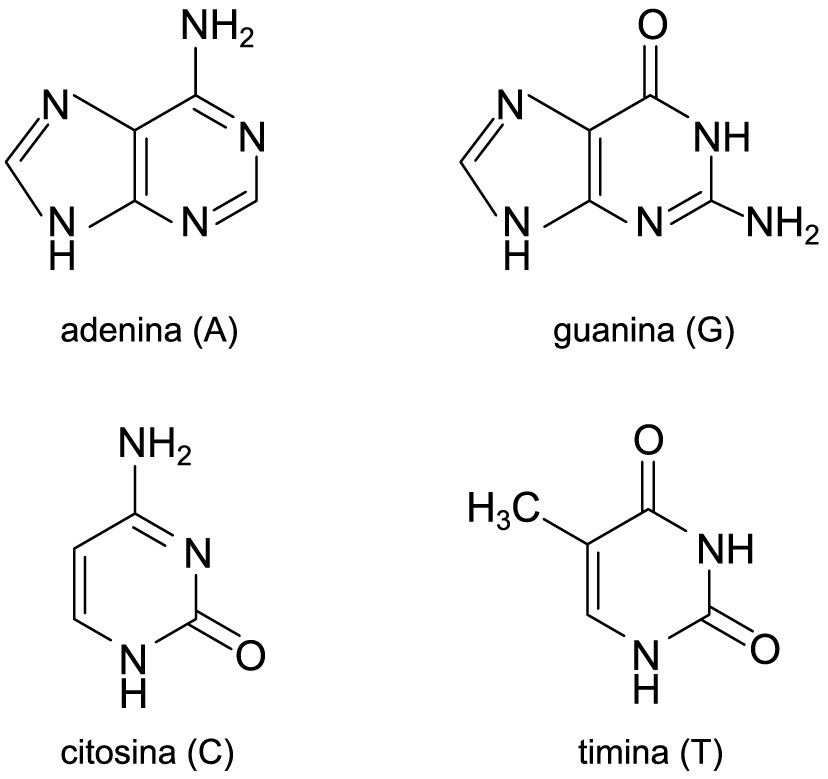 NH2
N
N
N
H
N
adenina (A)
O
N
NH
N
H
N
NH2
guanina (G)
NH2
N
N
H
O
citosina (C)
O
H3C
NH
N
H
O
timina (T)